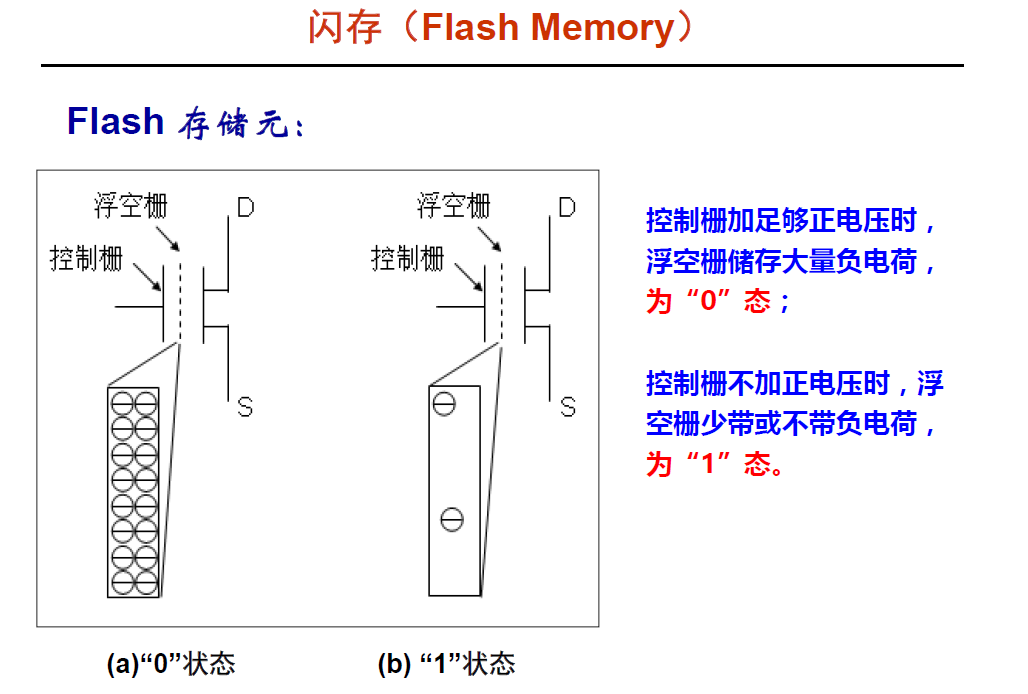 闪存（Flash Memory）
Flash 存储元：
浮空栅
D
控制栅
S
浮空栅
D
控制栅
S
(a)“0”状态
(b) “1”状态
控制栅加足够正电压时，
浮空栅储存大量负电荷，
为“0”态；
控制栅不加正电压时，浮
空栅少带或不带负电荷，
为“1”态。